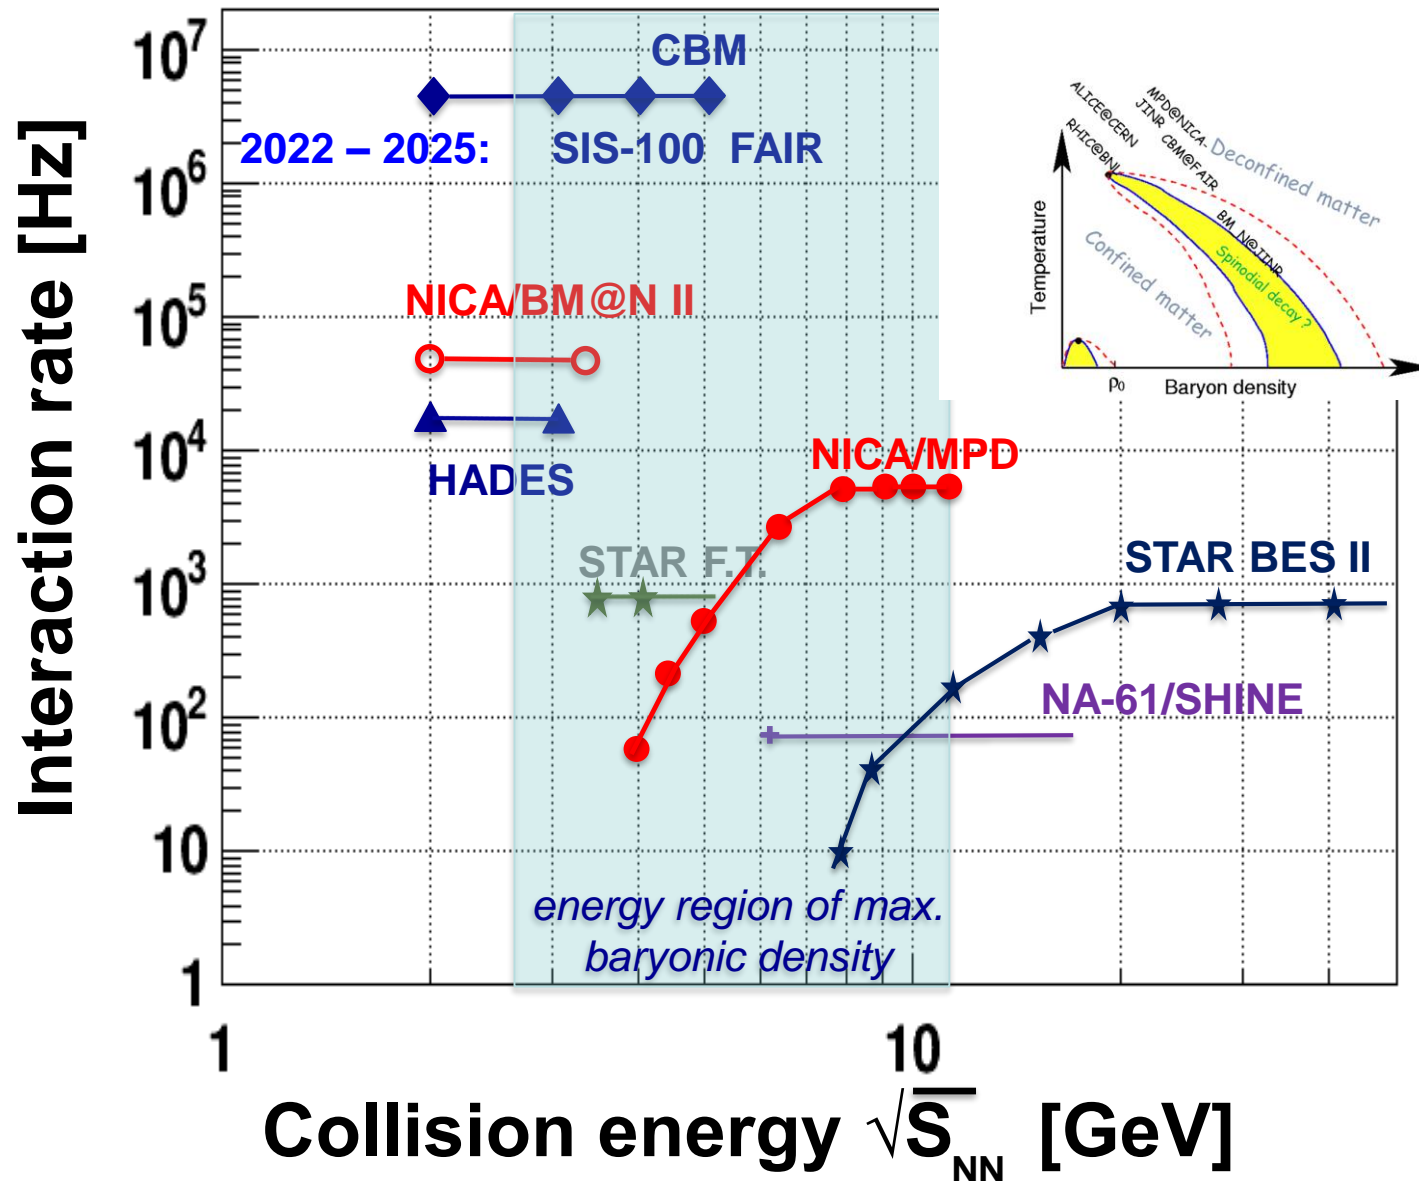 10⁷
10⁶
10⁵
10⁴
10³
10²
10
1
Interaction rate [Hz]
CBM
2022 – 2025: SIS-100 FAIR
NICA/BM@N II
HADES
NICA/MPD
STAR F.T.
STAR BES II
NA-61/SHINE
energy region of max.
baryonic density
1
10
Collision energy √S_NN [GeV]
RHIC@BNL
ALICE@CERN
MPD@NICA-
JINR CBM@FAIR
Deconfined matter
BM_N@JINR
Spinodial decay ?
Confined matter
Temperature
ρ₀
Baryon density